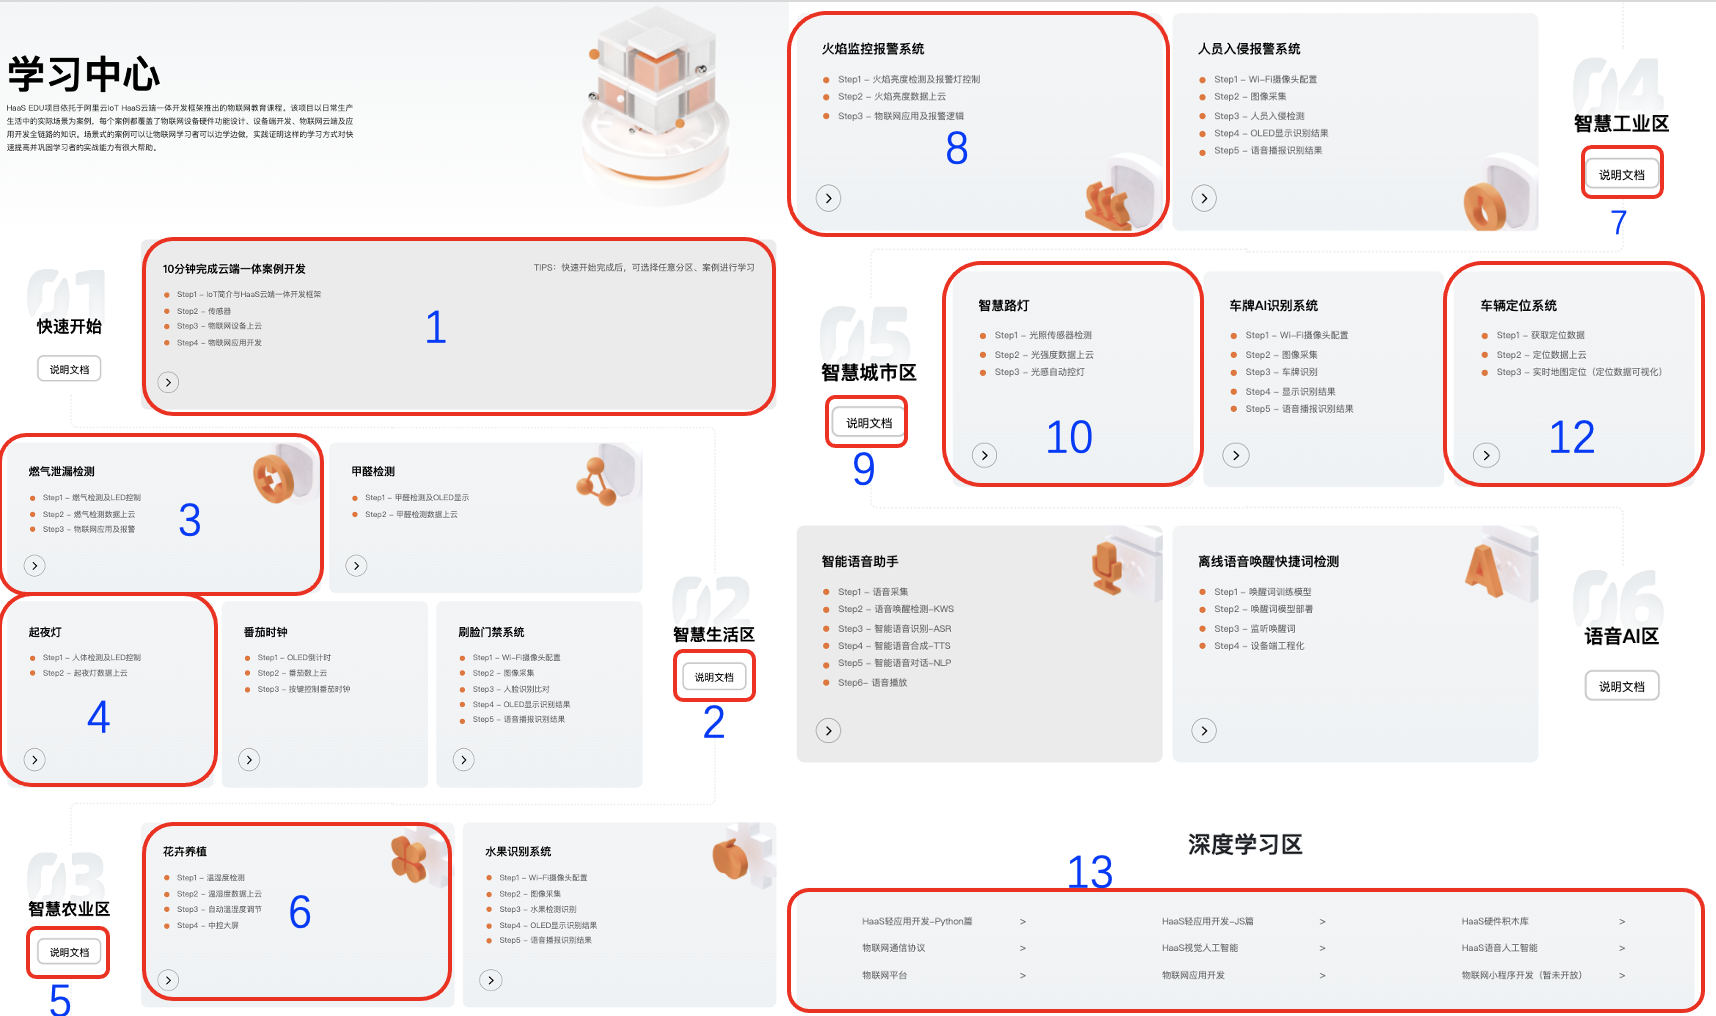 学习中心
HaaS EDU项目依托于阿里云IoT HaaS云端一体开发框架推出的物联网教育课程，该项目以日常生产
生活中的实际场景为案例，每个案例都覆盖了物联网设备硬件功能设计、设备端开发、物联网云端及应
用开发全链路的知识。场景式的案例可以让物联网学习者可以边学边做，实践证明这样的学习方式对快
速提高并巩固学习者的实战能力有很大帮助。
01
快速开始
说明文档
10分钟完成云端一体案例开发
TIPS：快速开始完成后，可选择任意分区、案例进行学习
Step1 - IoT简介与HaaS云端一体开发框架
Step2 - 传感器
Step3 - 物联网设备上云
Step4 - 物联网应用开发
1
燃气泄漏检测
Step1 - 燃气检测及LED控制
Step2 - 燃气检测数据上云
Step3 - 物联网应用及报警
3
甲醛检测
Step1 - 甲醛检测及OLED显示
Step2 - 甲醛检测数据上云
起夜灯
Step1 - 人体检测及LED控制
Step2 - 起夜灯数据上云
4
番茄时钟
Step1 - OLED倒计时
Step2 - 番茄数上云
Step3 - 按键控制番茄时钟
刷脸门禁系统
Step1 - Wi-Fi摄像头配置
Step2 - 图像采集
Step3 - 人脸识别比对
Step4 - OLED显示识别结果
Step5 - 语音播报识别结果
02
智慧生活区
说明文档
2
03
智慧农业区
说明文档
5
花卉养植
Step1 - 温湿度检测
Step2 - 温湿度数据上云
Step3 - 自动温湿度调节
Step4 - 中控大屏
6
水果识别系统
Step1 - Wi-Fi摄像头配置
Step2 - 图像采集
Step3 - 水果检测识别
Step4 - OLED显示识别结果
Step5 - 语音播报识别结果
火焰监控报警系统
Step1 - 火焰亮度检测及报警灯控制
Step2 - 火焰亮度数据上云
Step3 - 物联网应用及报警逻辑
8
人员入侵报警系统
Step1 - Wi-Fi摄像头配置
Step2 - 图像采集
Step3 - 人员入侵检测
Step4 - OLED显示识别结果
Step5 - 语音播报识别结果
04
智慧工业区
说明文档
7
05
智慧城市区
说明文档
9
智慧路灯
Step1 - 光照传感器检测
Step2 - 光强度数据上云
Step3 - 光感自动控灯
10
车牌AI识别系统
Step1 - Wi-Fi摄像头配置
Step2 - 图像采集
Step3 - 车牌识别
Step4 - 显示识别结果
Step5 - 语音播报识别结果
车辆定位系统
Step1 - 获取定位数据
Step2 - 定位数据上云
Step3 - 实时地图定位（定位数据可视化）
12
智能语音助手
Step1 - 语音采集
Step2 - 语音唤醒检测-KWS
Step3 - 智能语音识别-ASR
Step4 - 智能语音合成-TTS
Step5 - 智能语音对话-NLP
Step6- 语音播放
离线语音唤醒快捷词检测
Step1 - 唤醒词训练模型
Step2 - 唤醒词模型部署
Step3 - 监听唤醒词
Step4 - 设备端工程化
06
语音AI区
说明文档
深度学习区
13
HaaS轻应用开发-Python篇 >
HaaS轻应用开发-JS篇 >
HaaS硬件积木库 >
物联网通信协议 >
HaaS视觉人工智能 >
HaaS语音人工智能 >
物联网平台 >
物联网应用开发 >
物联网小程序开发（暂未开放） >